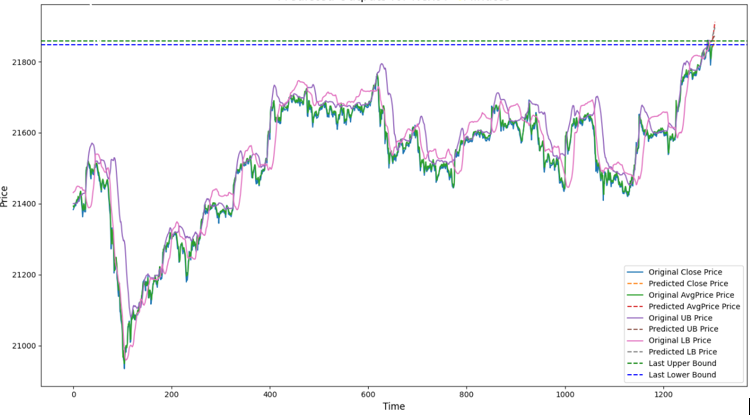 Price
21800
21600
21400
21200
21000
0
200
400
600
800
1000
1200
Time
Original Close Price
Predicted Close Price
Original AvgPrice Price
Predicted AvgPrice Price
Original UB Price
Predicted UB Price
Original LB Price
Predicted LB Price
Last Upper Bound
Last Lower Bound